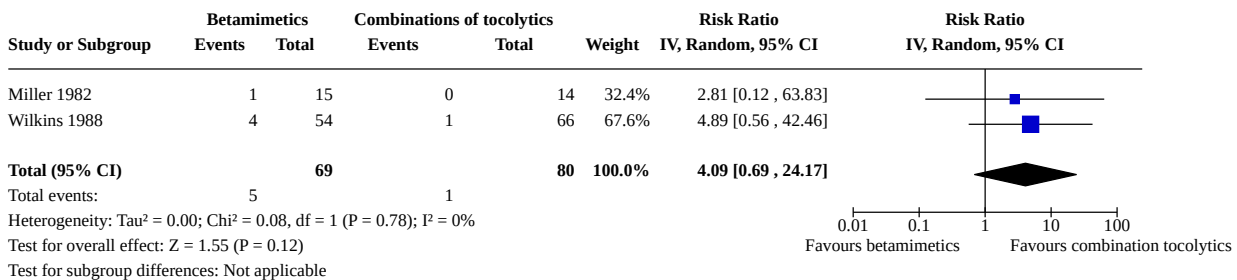 Betamimetics Combinations of tocolytics Risk Ratio Risk Ratio
Study or Subgroup Events Total Events Total Weight IV, Random, 95% CI IV, Random, 95% CI
Miller 1982 1 15 0 14 32.4% 2.81 [0.12 , 63.83]
Wilkins 1988 4 54 1 66 67.6% 4.89 [0.56 , 42.46]
Total (95% CI) 69 80 100.0% 4.09 [0.69 , 24.17]
Total events: 5 1
Heterogeneity: Tau² = 0.00; Chi² = 0.08, df = 1 (P = 0.78); I² = 0%
0.01 0.1 1 10 100
Test for overall effect: Z = 1.55 (P = 0.12) Favours betamimetics Favours combination tocolytics
Test for subgroup differences: Not applicable